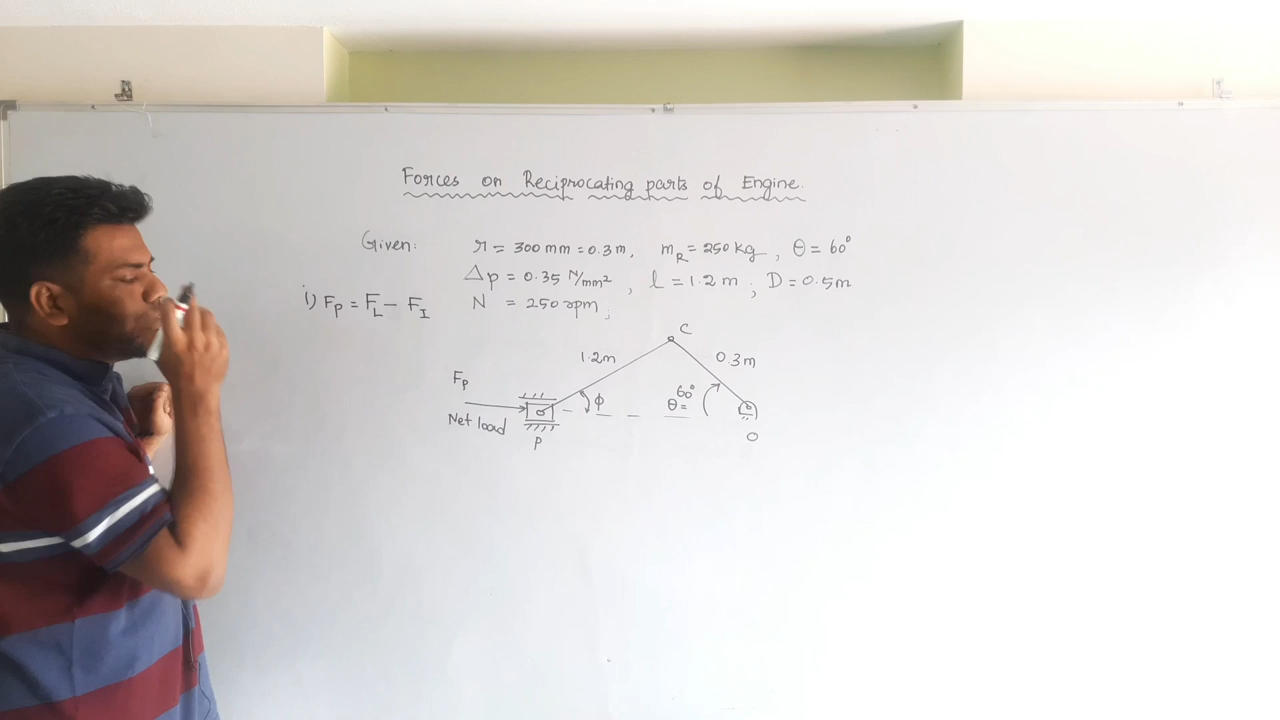 Forces on Reciprocating parts of Engine.
Given: r = 300 mm = 0.3 m, m_R = 250 kg, θ = 60°
Δp = 0.35 N/mm², l = 1.2 m; D = 0.5 m
i) F_P = F_L - F_I N = 250 rpm;
C
1.2m 0.3 m
F_P
60°
ϕ θ=
Net load
O
P